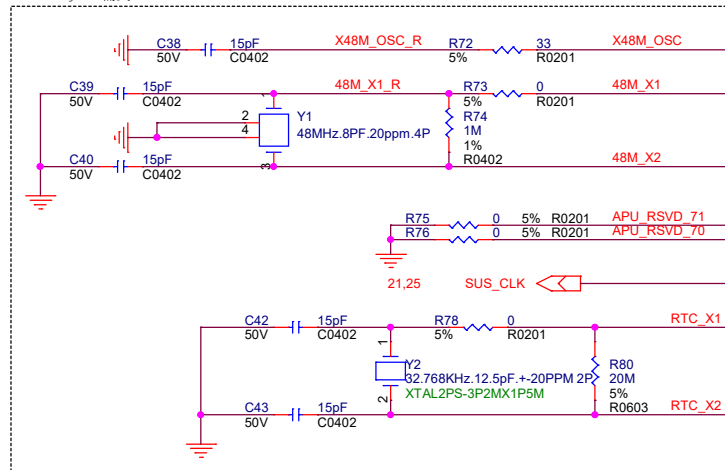 C38 15pF X48M_OSC_R R72 33 X48M_OSC
50V C0402 5% R0201
C39 15pF 48M_X1_R R73 0 48M_X1
50V C0402 1 5% R0201
2 Y1 R74
4 48MHz.8PF.20ppm.4P 1M
1%
C40 15pF 3 R0402 48M_X2
50V C0402
R75 0 5% R0201 APU_RSVD_71
R76 0 5% R0201 APU_RSVD_70
21,25 SUS_CLK
C42 15pF R78 0 RTC_X1
50V C0402 5% R0201
1
Y2 R80
32.768KHz.12.5pF.+-20PPM 2P 20M
XTAL2PS-3P2MX1P5M 5%
2 R0603
C43 15pF RTC_X2
50V C0402